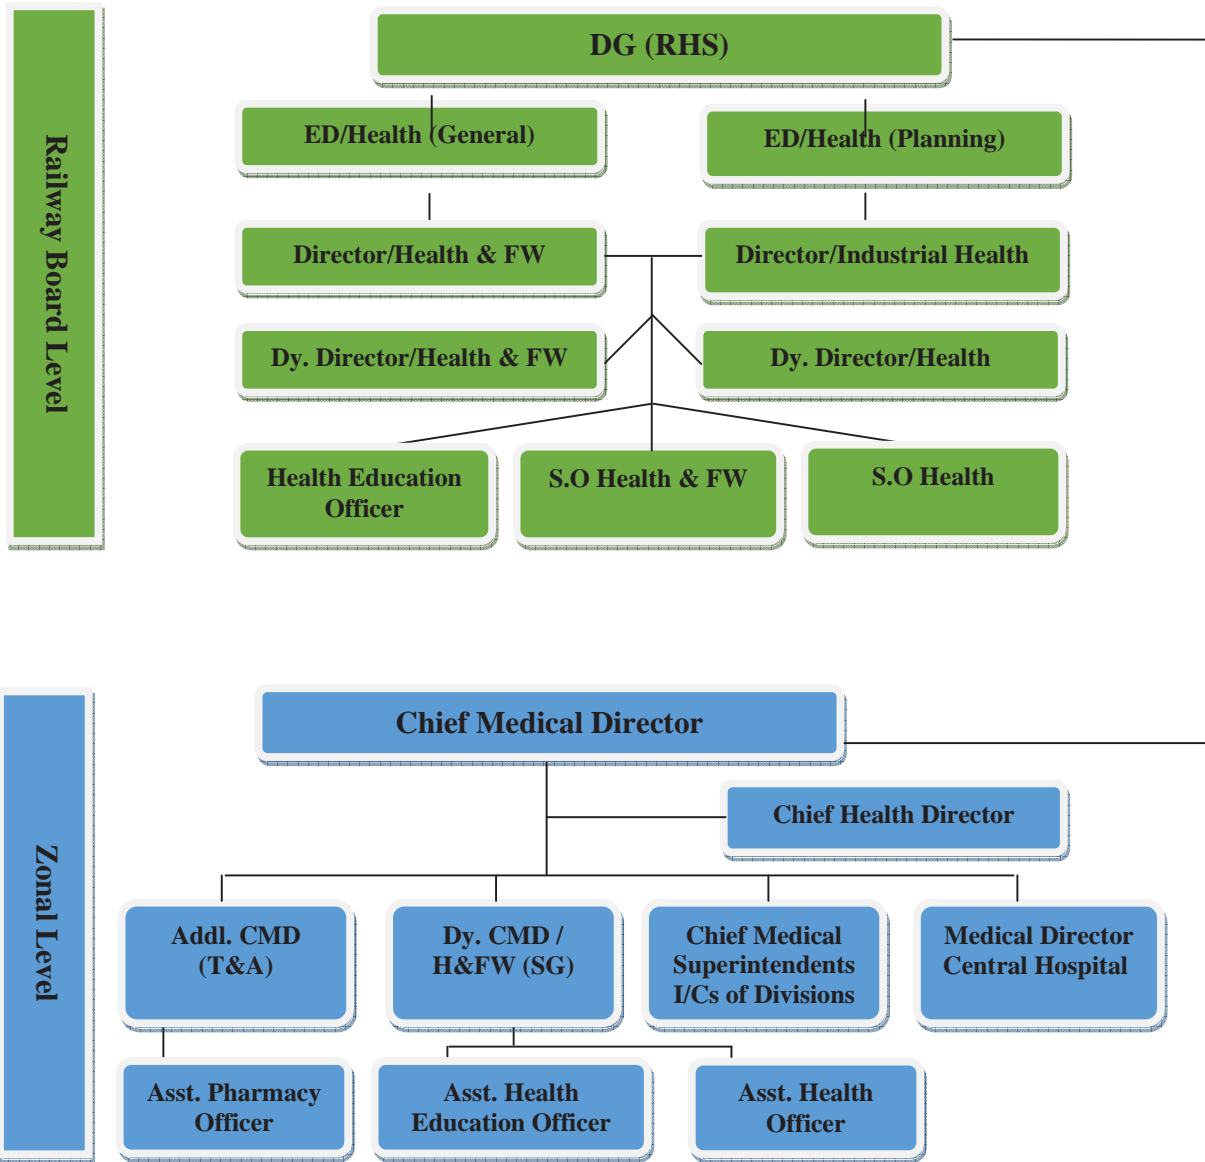 Railway Board Level
DG (RHS)
ED/Health (General)
ED/Health (Planning)
Director/Health & FW
Director/Industrial Health
Dy. Director/Health & FW
Dy. Director/Health
Health Education
Officer
S.O Health & FW
S.O Health
Zonal Level
Chief Medical Director
Chief Health Director
Addl. CMD
(T&A)
Dy. CMD /
H&FW (SG)
Chief Medical
Superintendents
I/Cs of Divisions
Medical Director
Central Hospital
Asst. Pharmacy
Officer
Asst. Health
Education Officer
Asst. Health
Officer